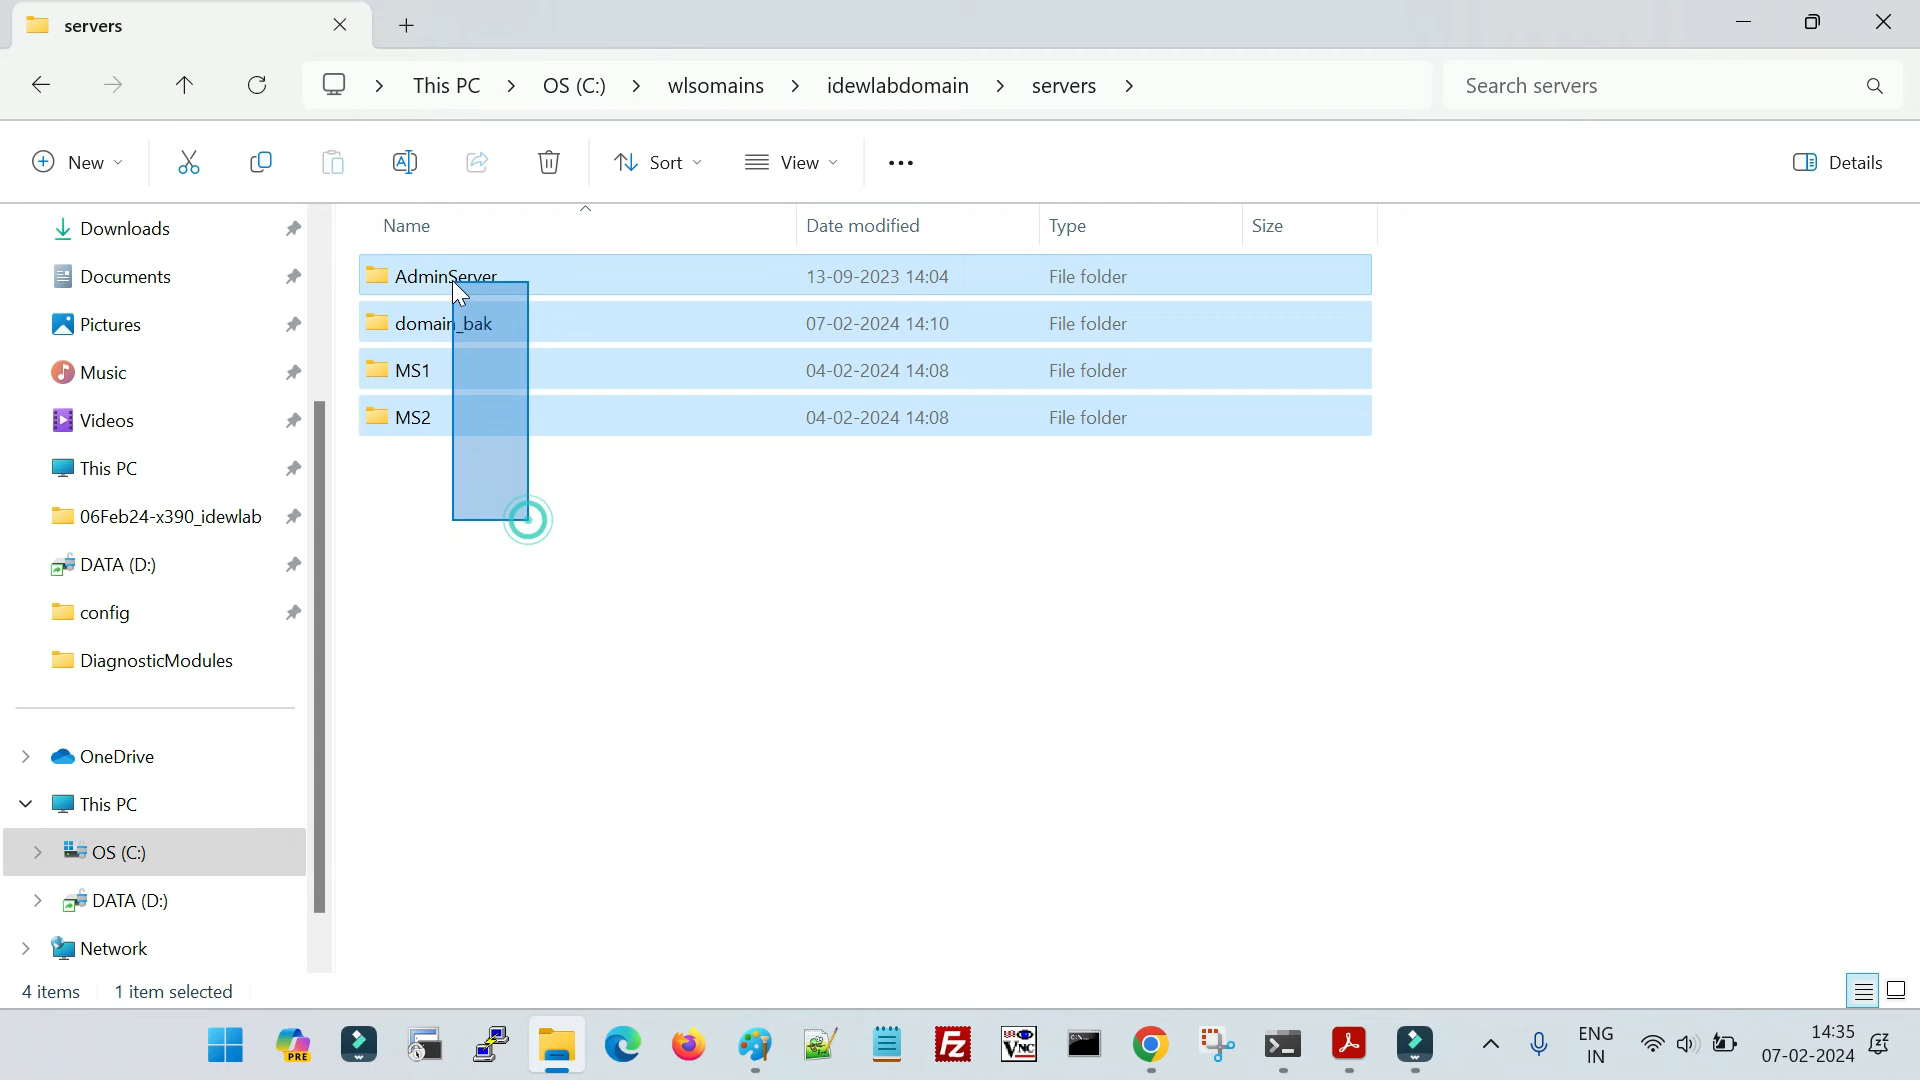 servers
This PC
OS (C:)
wlsomains
idewlabdomain
servers
Search servers
New
Sort
View
Details
Name
Date modified
Type
Size
AdminServer
13-09-2023 14:04
File folder
domain_bak
07-02-2024 14:10
File folder
MS1
04-02-2024 14:08
File folder
MS2
04-02-2024 14:08
File folder
Downloads
Documents
Pictures
Music
Videos
This PC
06Feb24-x390_idewlab
DATA (D:)
config
DiagnosticModules
OneDrive
This PC
OS (C:)
DATA (D:)
Network
4 items
1 item selected
PRE
VNC
ENG
IN
14:35
07-02-2024